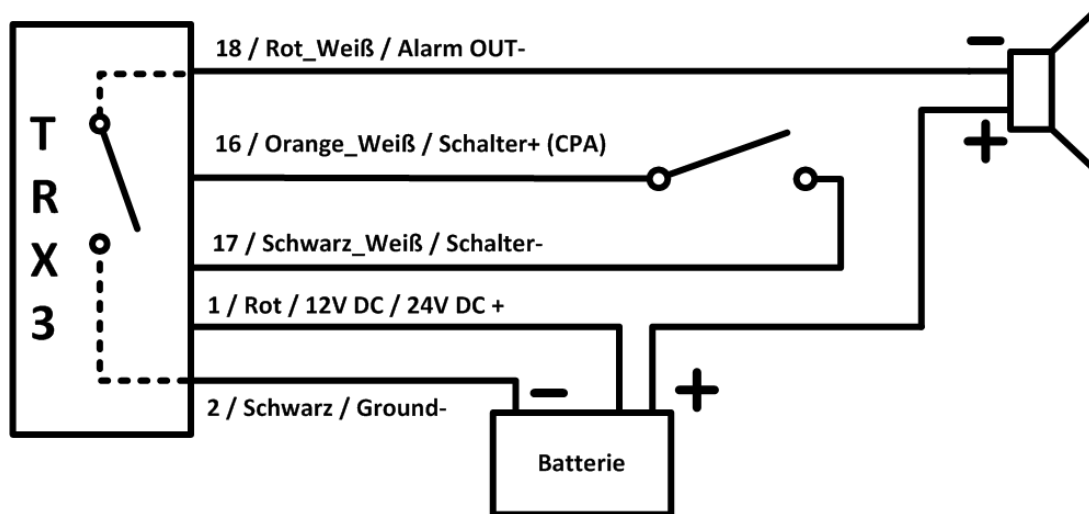 18 / Rot_Weiß / Alarm OUT-
-
T
R
X
3
16 / Orange_Weiß / Schalter+ (CPA)
+
17 / Schwarz_Weiß / Schalter-
1 / Rot / 12V DC / 24V DC +
-
+
2 / Schwarz / Ground-
Batterie